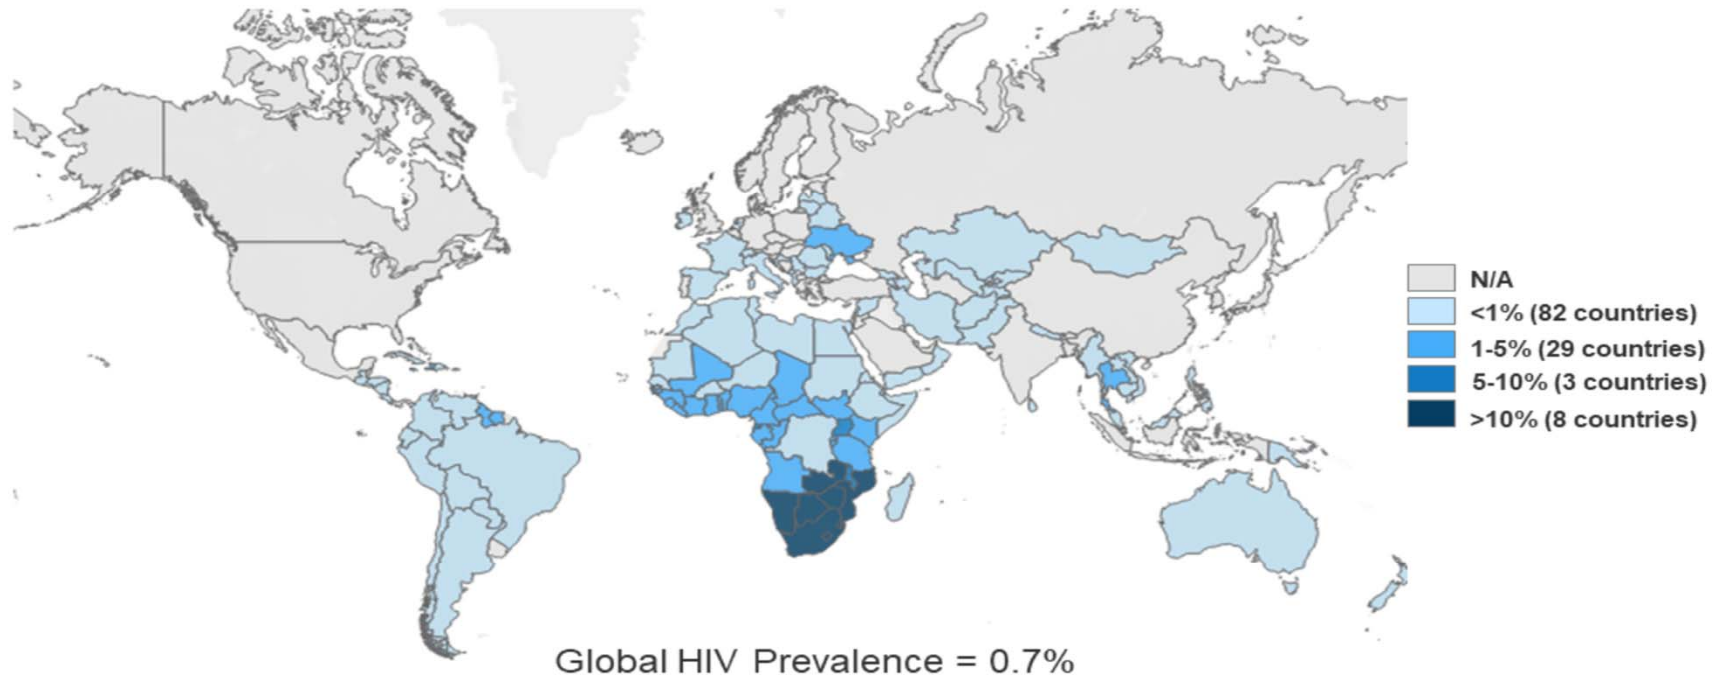 N/A
<1% (82 countries)
1-5% (29 countries)
5-10% (3 countries)
>10% (8 countries)
Global HIV Prevalence = 0.7%